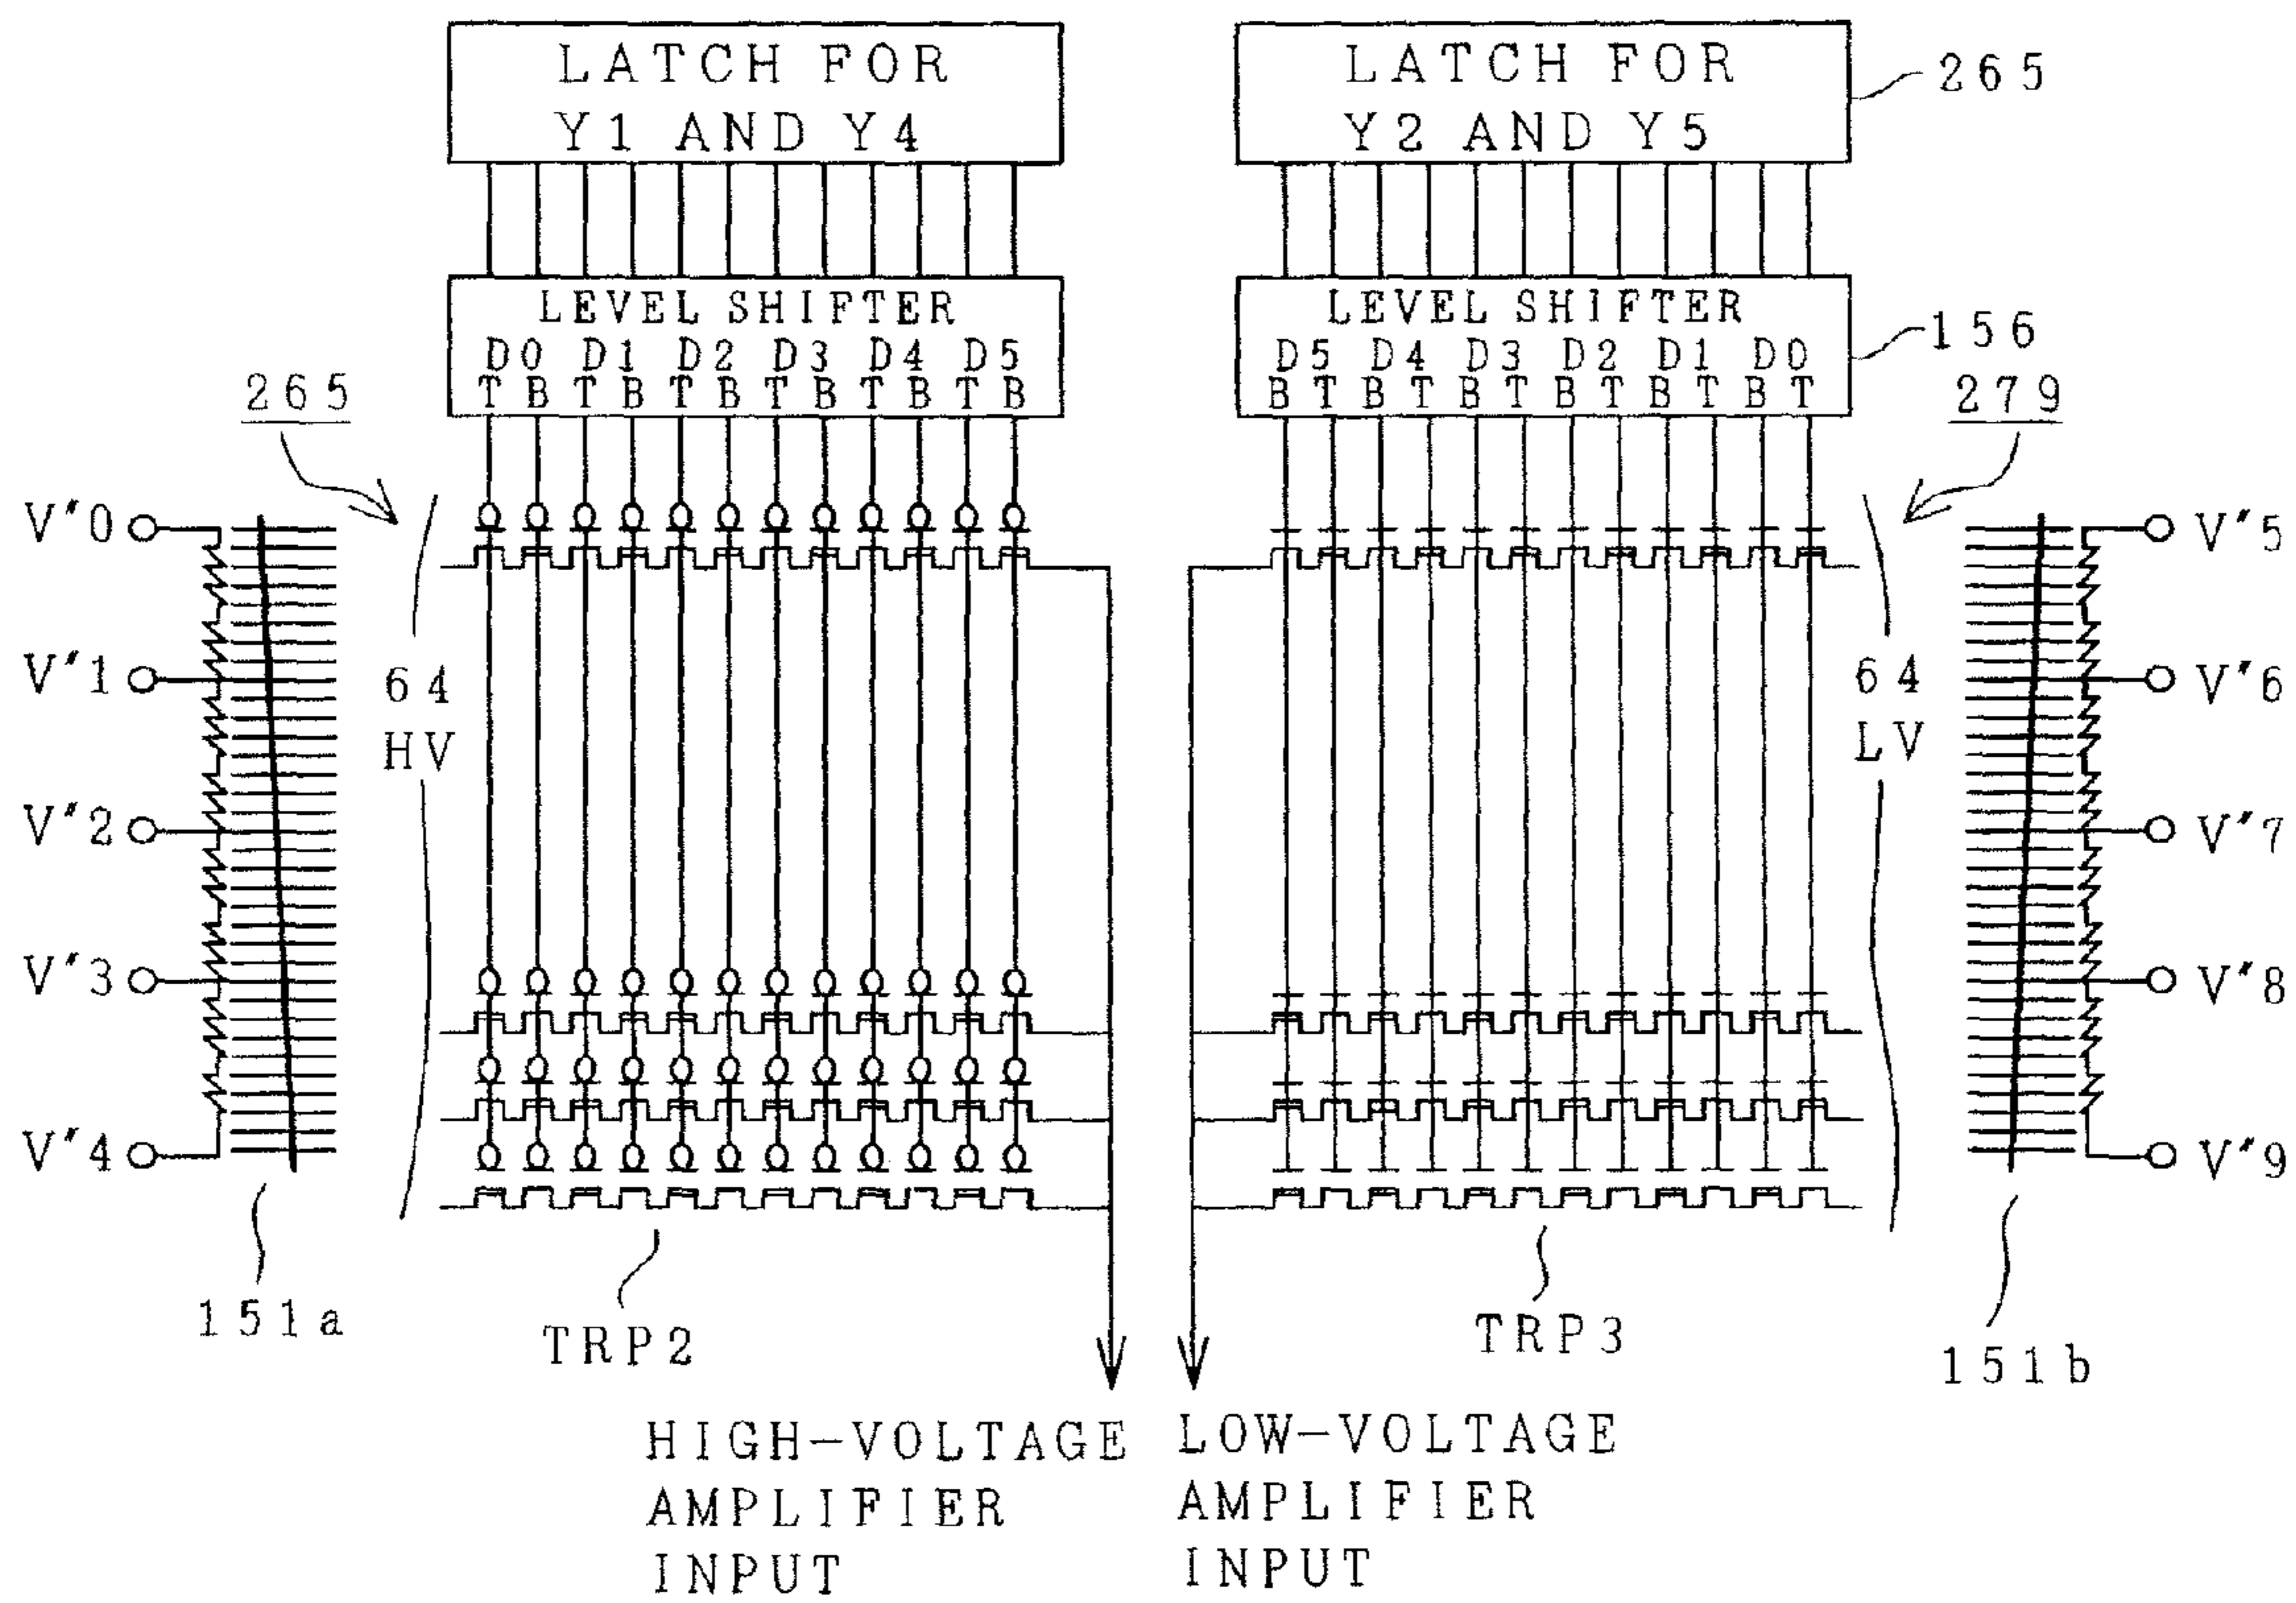 LATCH FOR
Y1 AND Y4
LATCH FOR
Y2 AND Y5
265
LEVEL SHIFTER
D0 D1 D2 D3 D4 D5
T B T B T B T B T B T B
LEVEL SHIFTER
D5 D4 D3 D2 D1 D0
B T B T B T B T B T B T
156
265
279
V"0
V"1
V"2
V"3
V"4
64
HV
64
LV
V"5
V"6
V"7
V"8
V"9
151a
TRP2
TRP3
151b
HIGH-VOLTAGE
AMPLIFIER
INPUT
LOW-VOLTAGE
AMPLIFIER
INPUT